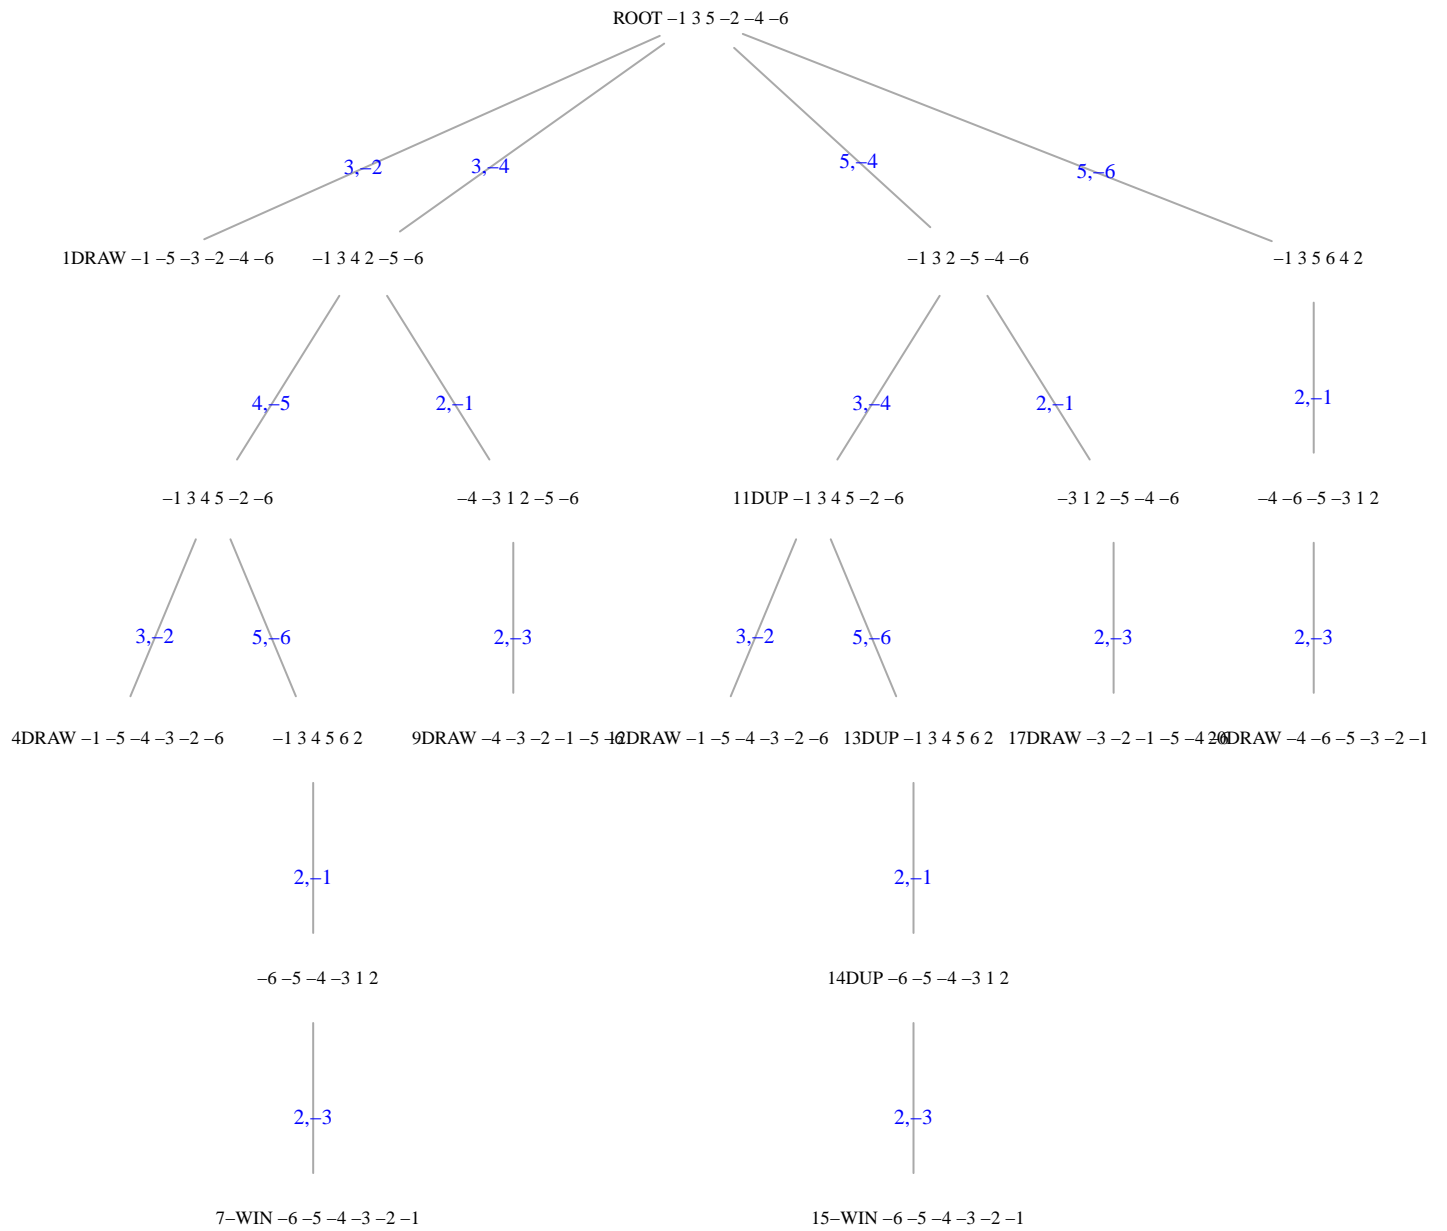 ROOT –1 3 5 –2 –4 –6
3,–2
3,–4
5,–4
5,–6
1DRAW –1 –5 –3 –2 –4 –6
–1 3 4 2 –5 –6
–1 3 2 –5 –4 –6
–1 3 5 6 4 2
4,–5
2,–1
3,–4
2,–1
2,–1
–1 3 4 5 –2 –6
–4 –3 1 2 –5 –6
11DUP –1 3 4 5 –2 –6
–3 1 2 –5 –4 –6
–4 –6 –5 –3 1 2
3,–2
5,–6
2,–3
3,–2
5,–6
2,–3
2,–3
4DRAW –1 –5 –4 –3 –2 –6
–1 3 4 5 6 2
9DRAW –4 –3 –2 –1 –5 –6
12DRAW –1 –5 –4 –3 –2 –6
13DUP –1 3 4 5 6 2
17DRAW –3 –2 –1 –5 –4 –6
20DRAW –4 –6 –5 –3 –2 –1
2,–1
2,–1
–6 –5 –4 –3 1 2
14DUP –6 –5 –4 –3 1 2
2,–3
2,–3
7–WIN –6 –5 –4 –3 –2 –1
15–WIN –6 –5 –4 –3 –2 –1